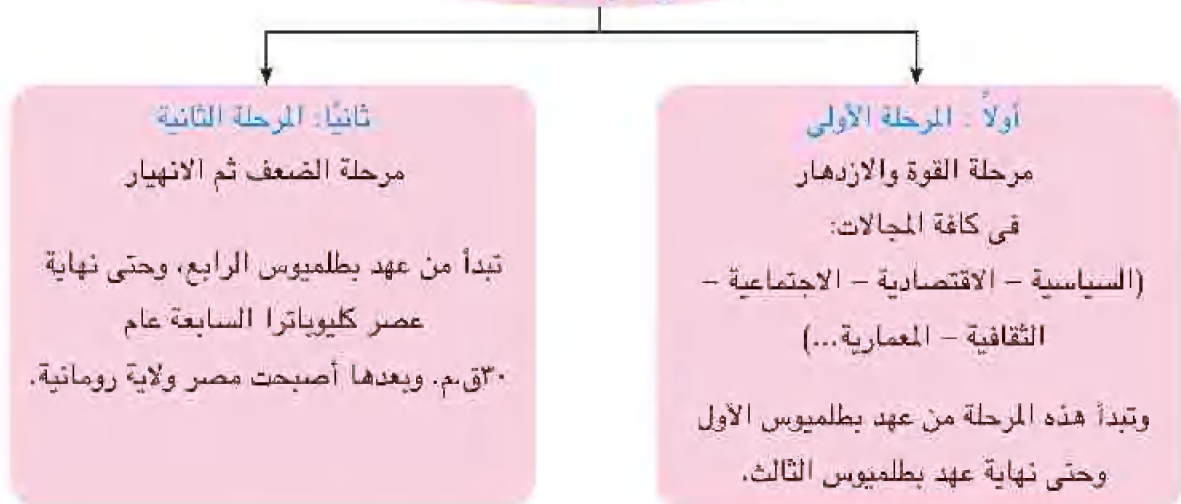 أولاً : المرحلة الأولى
مرحلة القوة والازدهار
فى كافة المجالات:
(السياسية – الاقتصادية – الاجتماعية –
الثقافية – المعمارية...)
وتبدأ هذه المرحلة من عهد بطلميوس الأول
وحتى نهاية عهد بطلميوس الثالث.
ثانيًا: المرحلة الثانية
مرحلة الضعف ثم الانهيار
تبدأ من عهد بطلميوس الرابع، وحتى نهاية
عصر كليوباترا السابعة عام
٣٠ق.م. وبعدها أصبحت مصر ولاية رومانية.